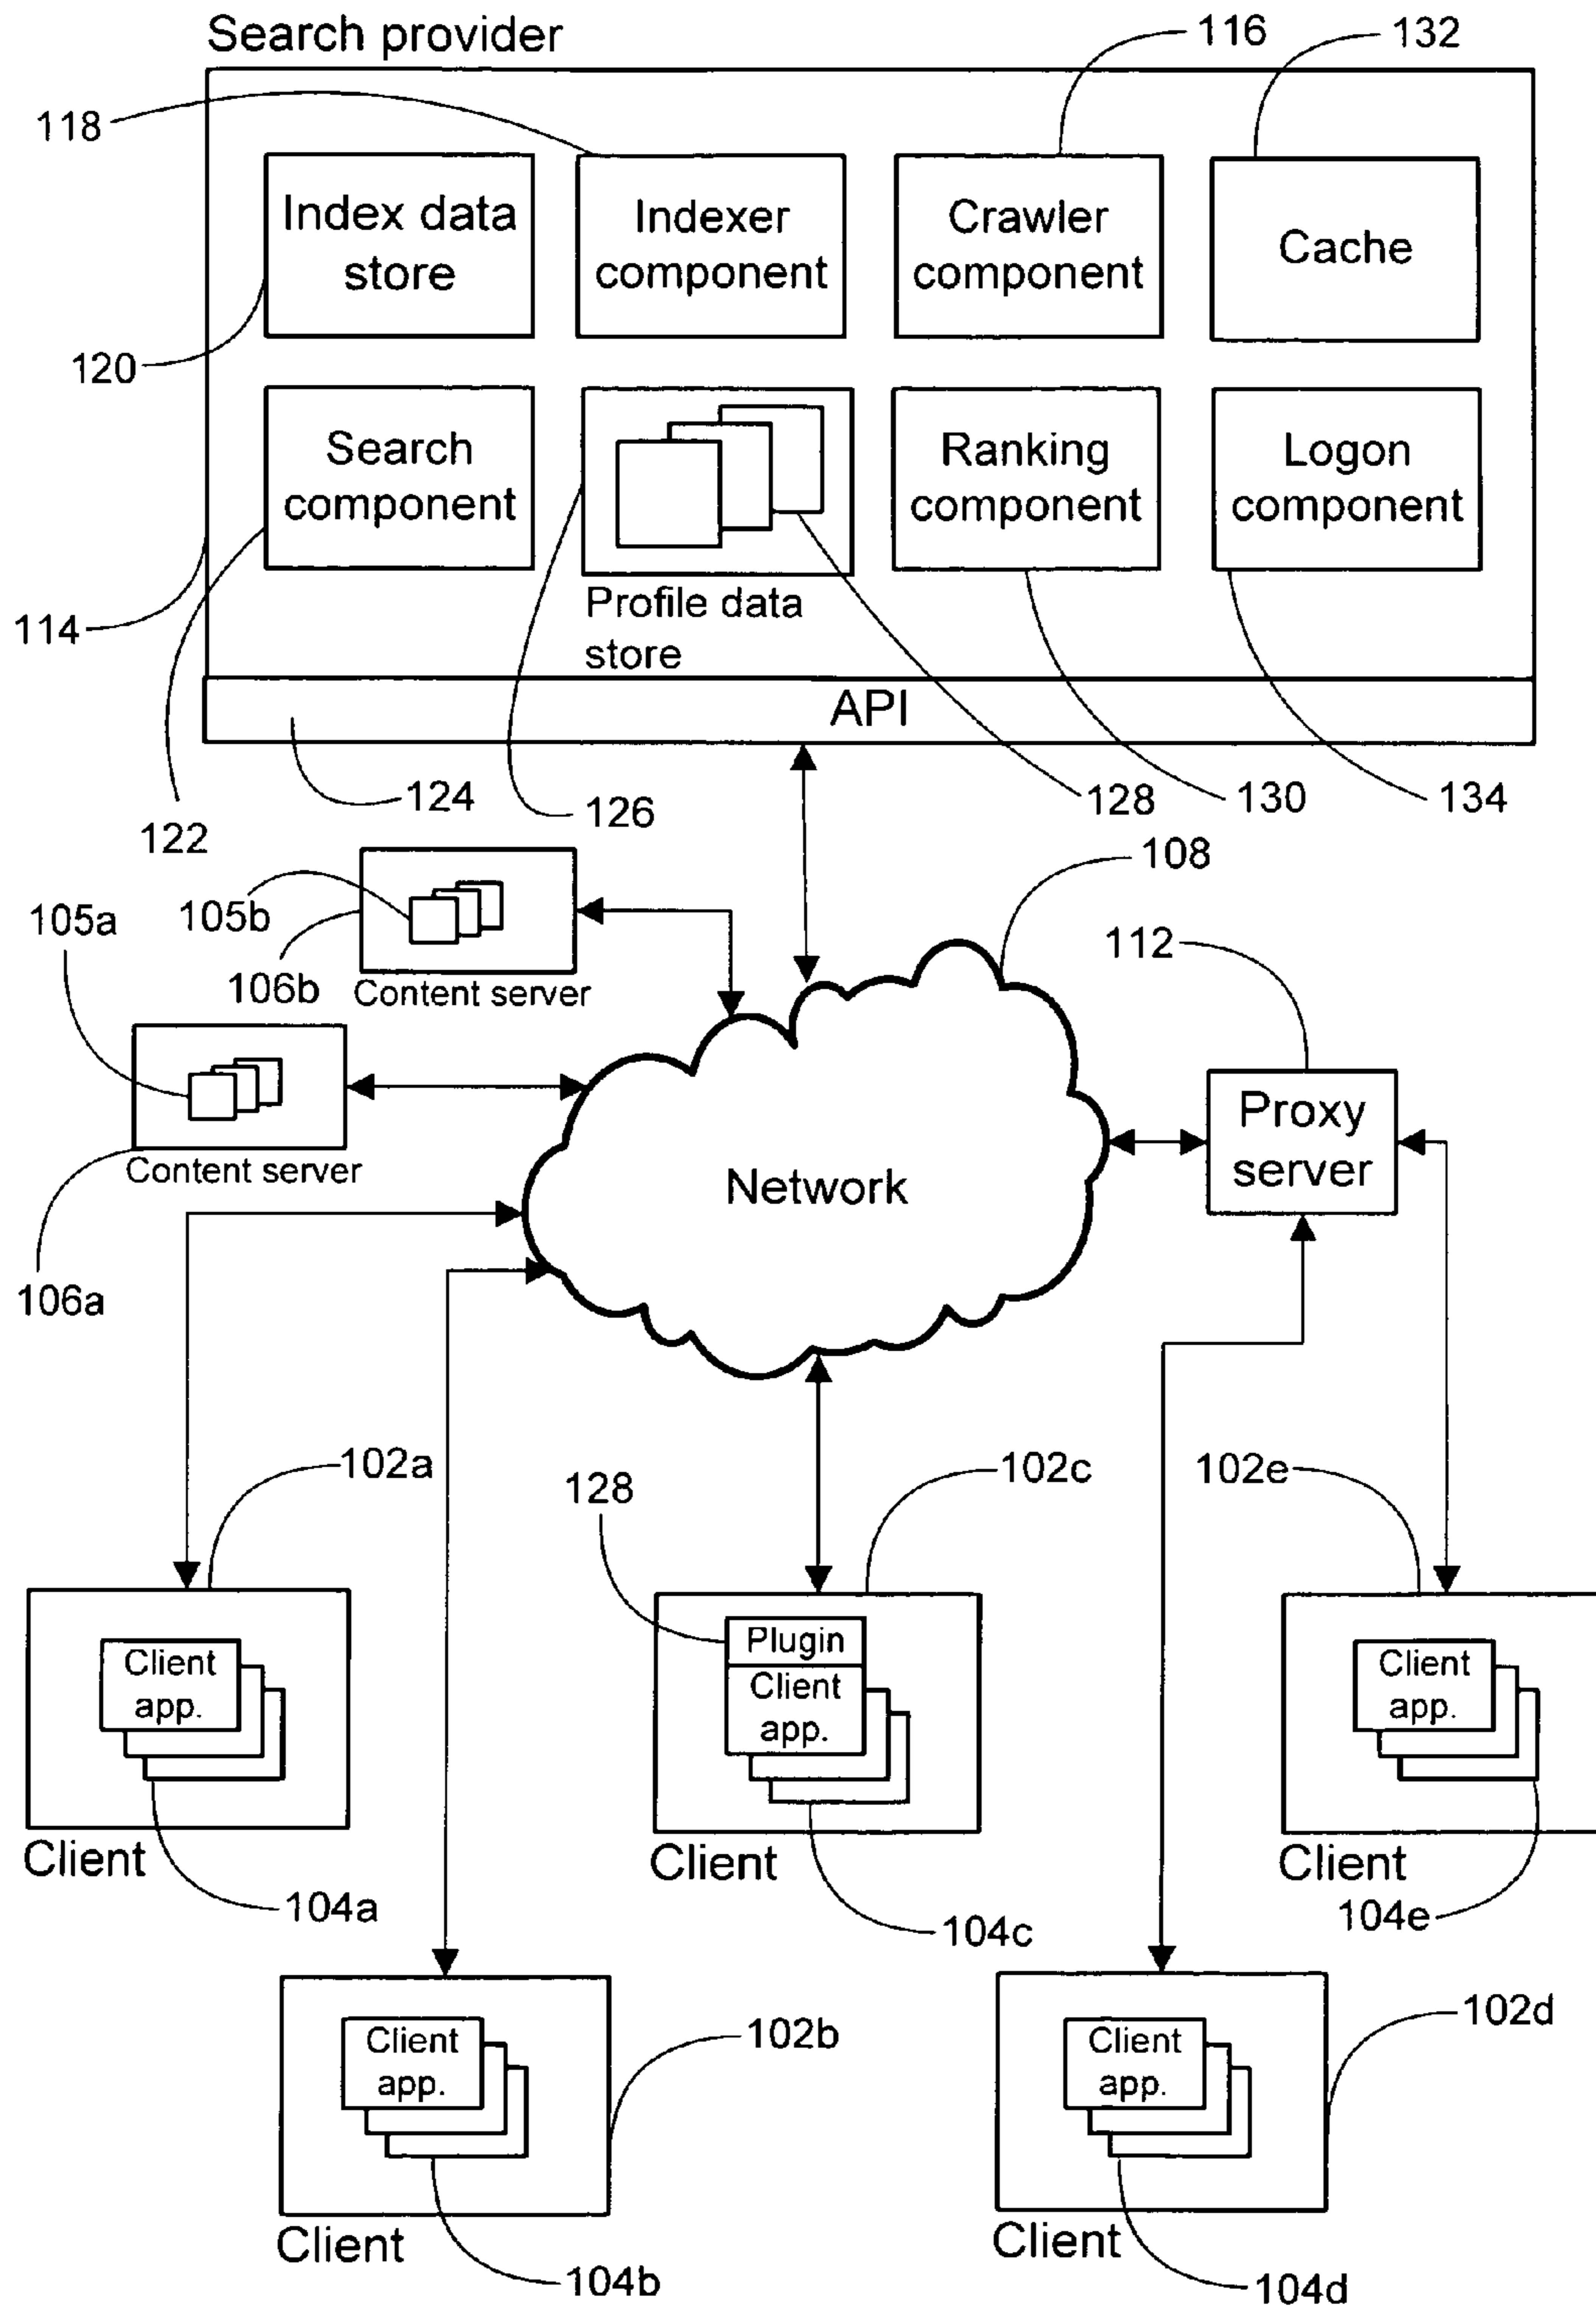 Search provider
116
132
118
Index data
store
Indexer
component
Crawler
component
Cache
120
Search
component
Ranking
component
Logon
component
Profile data
store
114
API
124
122
126
128
130
134
108
105b
105a
106b
Content server
112
Content server
106a
Network
Proxy
server
102a
128
102c
102e
Client
app.
Plugin
Client
app.
Client
app.
Client
104a
Client
104c
Client
104e
Client
app.
102b
Client
app.
102d
Client
104b
Client
104d